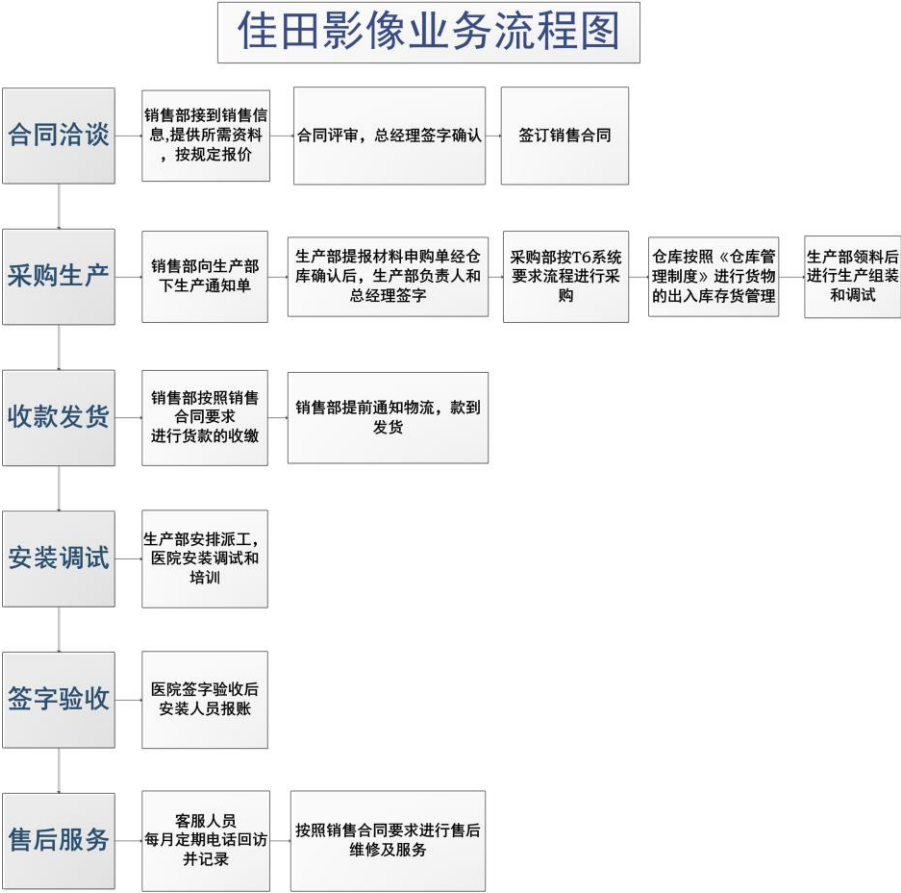 佳田影像业务流程图
合同洽谈
销售部接到销售信
息,提供所需资料
，按规定报价
合同评审，总经理签字确认
签订销售合同
采购生产
销售部向生产部
下生产通知单
生产部提报材料申购单经仓
库确认后，生产部负责人和
总经理签字
采购部按T6系统
要求流程进行采
购
仓库按照《仓库管
理制度》进行货物
的出入库存货管理
生产部领料后
进行生产组装
和调试
收款发货
销售部按照销售
合同要求
进行货款的收缴
销售部提前通知物流，款到
发货
安装调试
生产部安排派工，
医院安装调试和
培训
签字验收
医院签字验收后
安装人员报账
售后服务
客服人员
每月定期电话回访
并记录
按照销售合同要求进行售后
维修及服务